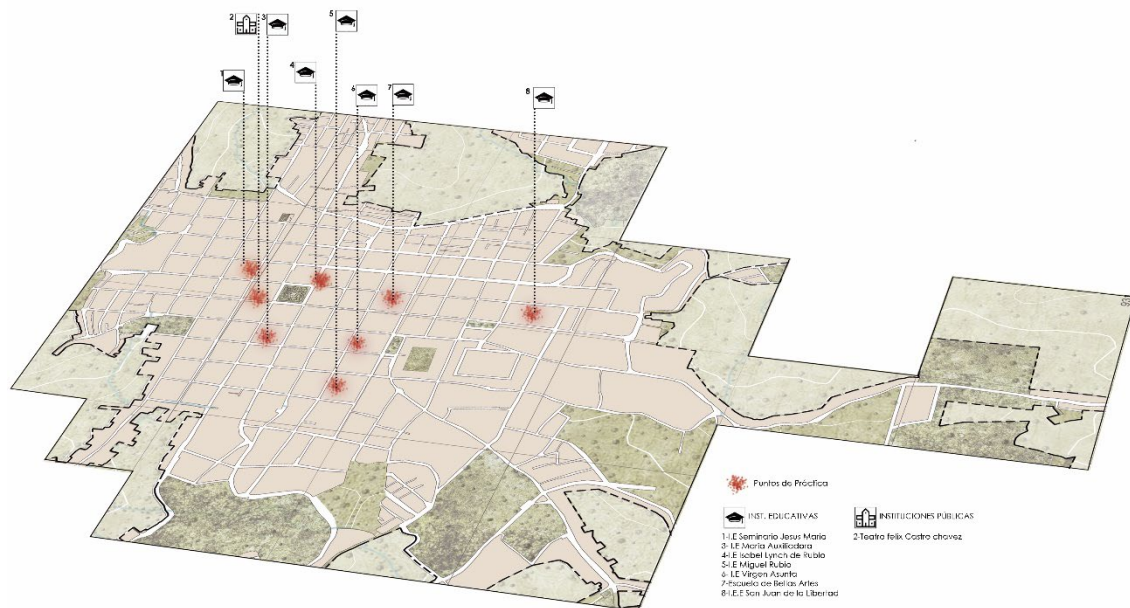 2
3
5
4
1
6
7
8
93
Puntos de Práctica
INST. EDUCATIVAS
1-I.E Seminario Jesus Maria
3- I.E Maria Auxiliadora
4-I.E Isabel Lynch de Rubio
5-I.E Miguel Rubio
6- I.E Virgen Asunta
7-Escuela de Bellas Artes
8-I.E.E San Juan de la Libertad
INSTITUCIONES PÚBLICAS
2-Teatro felix Castro chavez